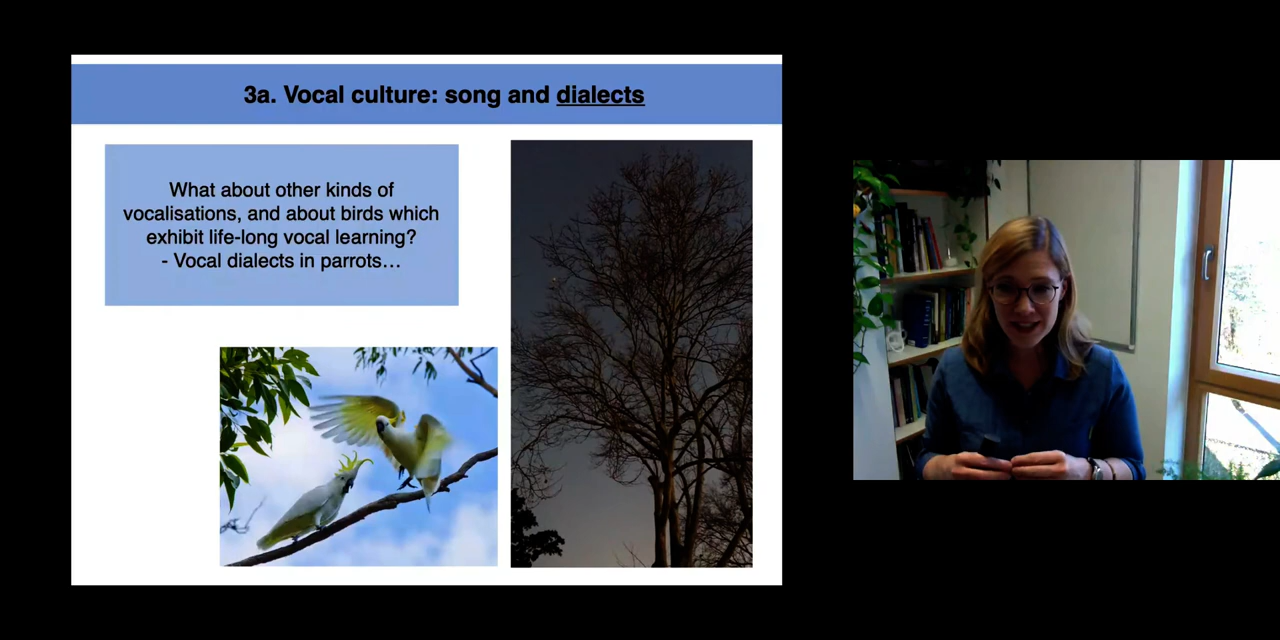 3a. Vocal culture: song and dialects
What about other kinds of
vocalisations, and about birds which
exhibit life-long vocal learning?
- Vocal dialects in parrots…